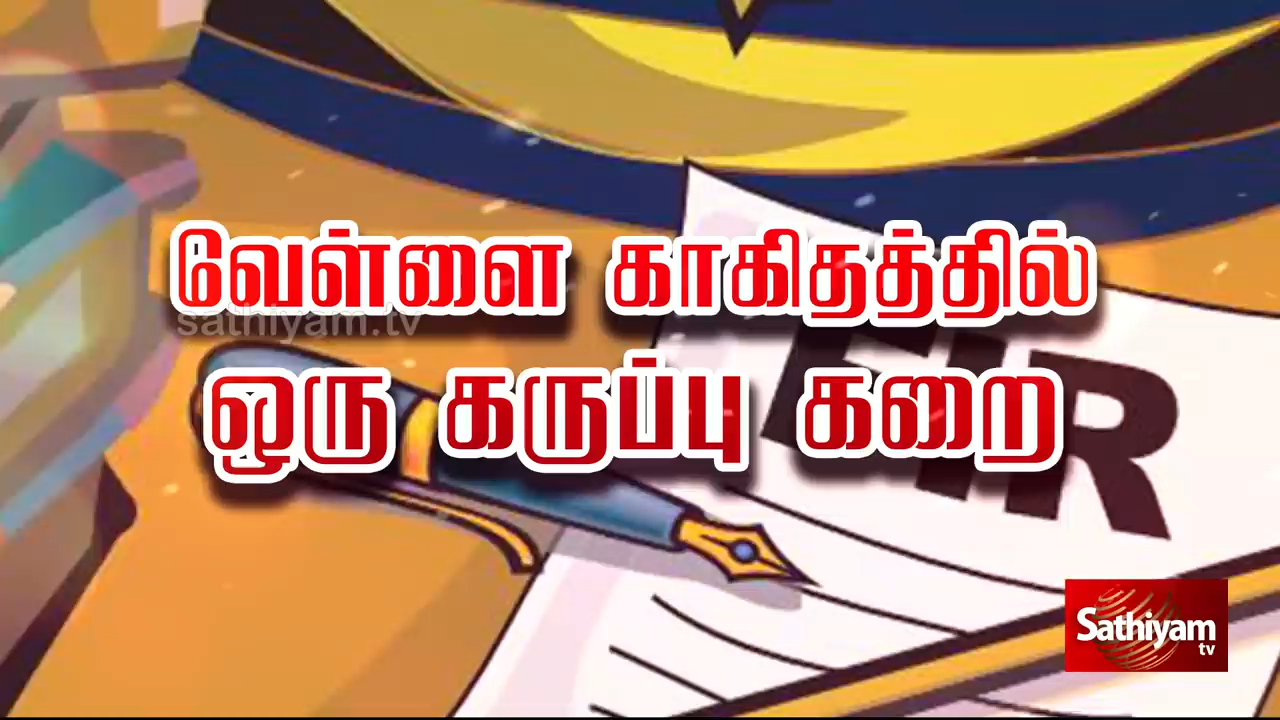 வேள்ளை காகிதத்தில்
sathiyam.tv
ஒரு கருப்பு கறை
FIR
Sathiyam
tv